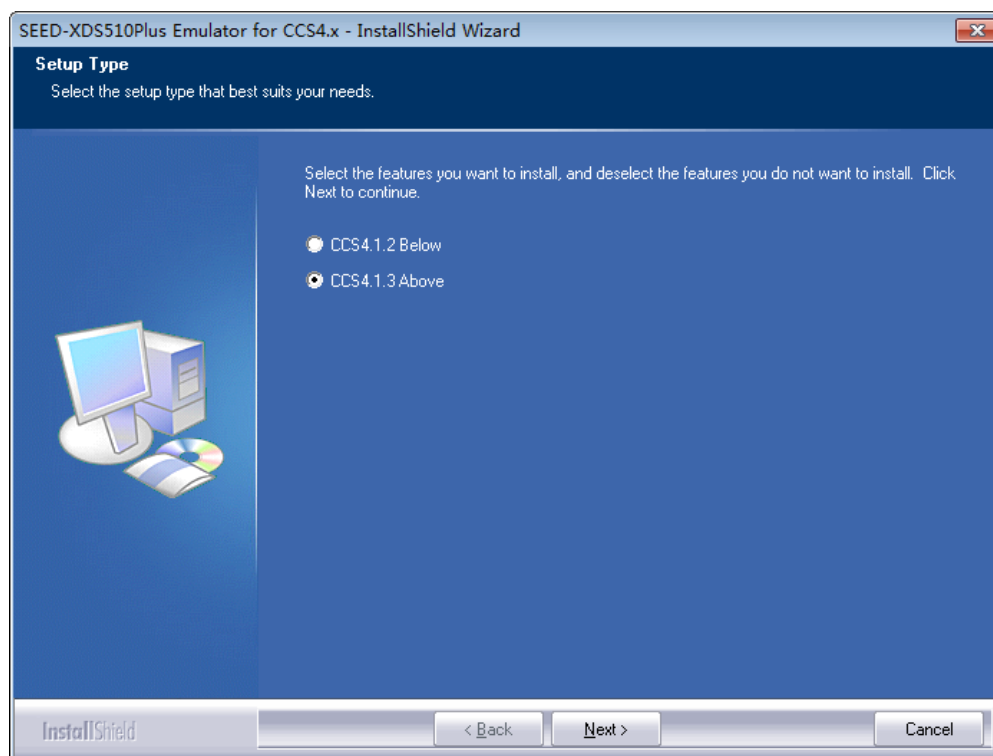 SEED-XDS510Plus Emulator for CCS4.x - InstallShield Wizard
Setup Type
Select the setup type that best suits your needs.
Select the features you want to install, and deselect the features you do not want to install. Click
Next to continue.
CCS4.1.2 Below
CCS4.1.3 Above
InstallShield
< Back
Next >
Cancel